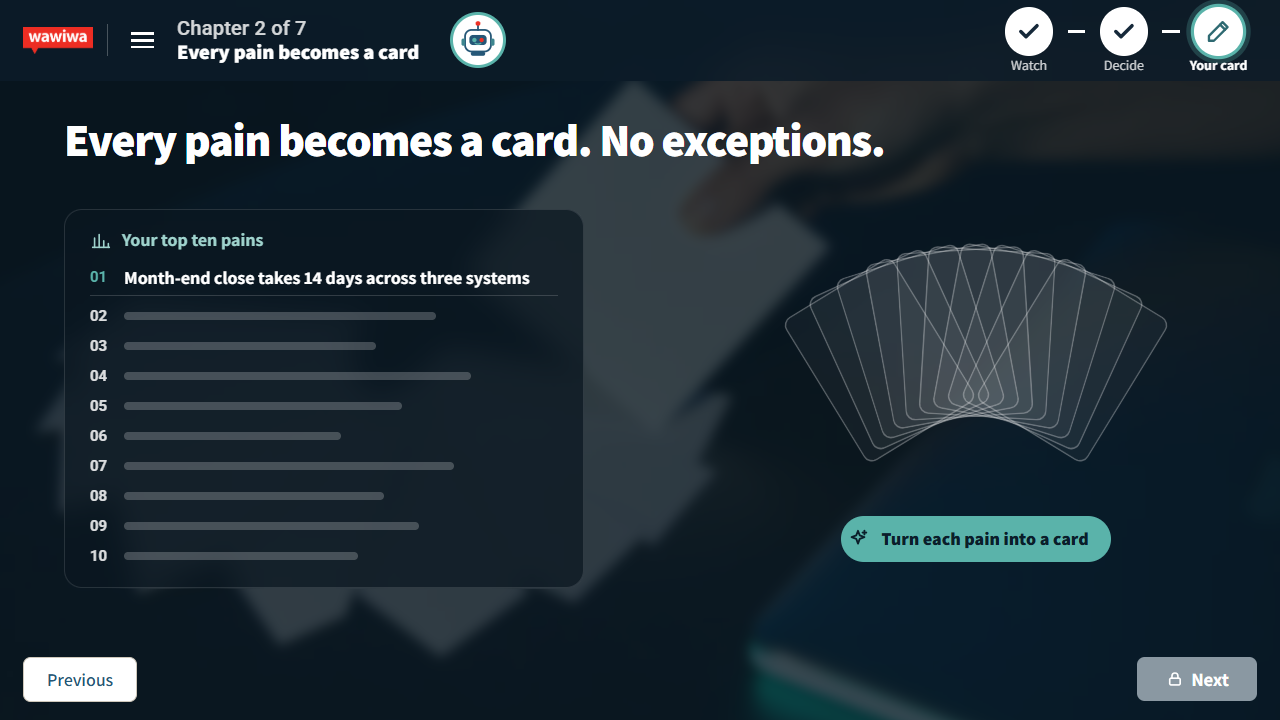 wawiwa
Chapter 2 of 7
Every pain becomes a card
Watch
Decide
Your card
Every pain becomes a card. No exceptions.
Your top ten pains
01 Month-end close takes 14 days across three systems
02
03
04
05
06
07
08
09
10
Turn each pain into a card
Previous
Next